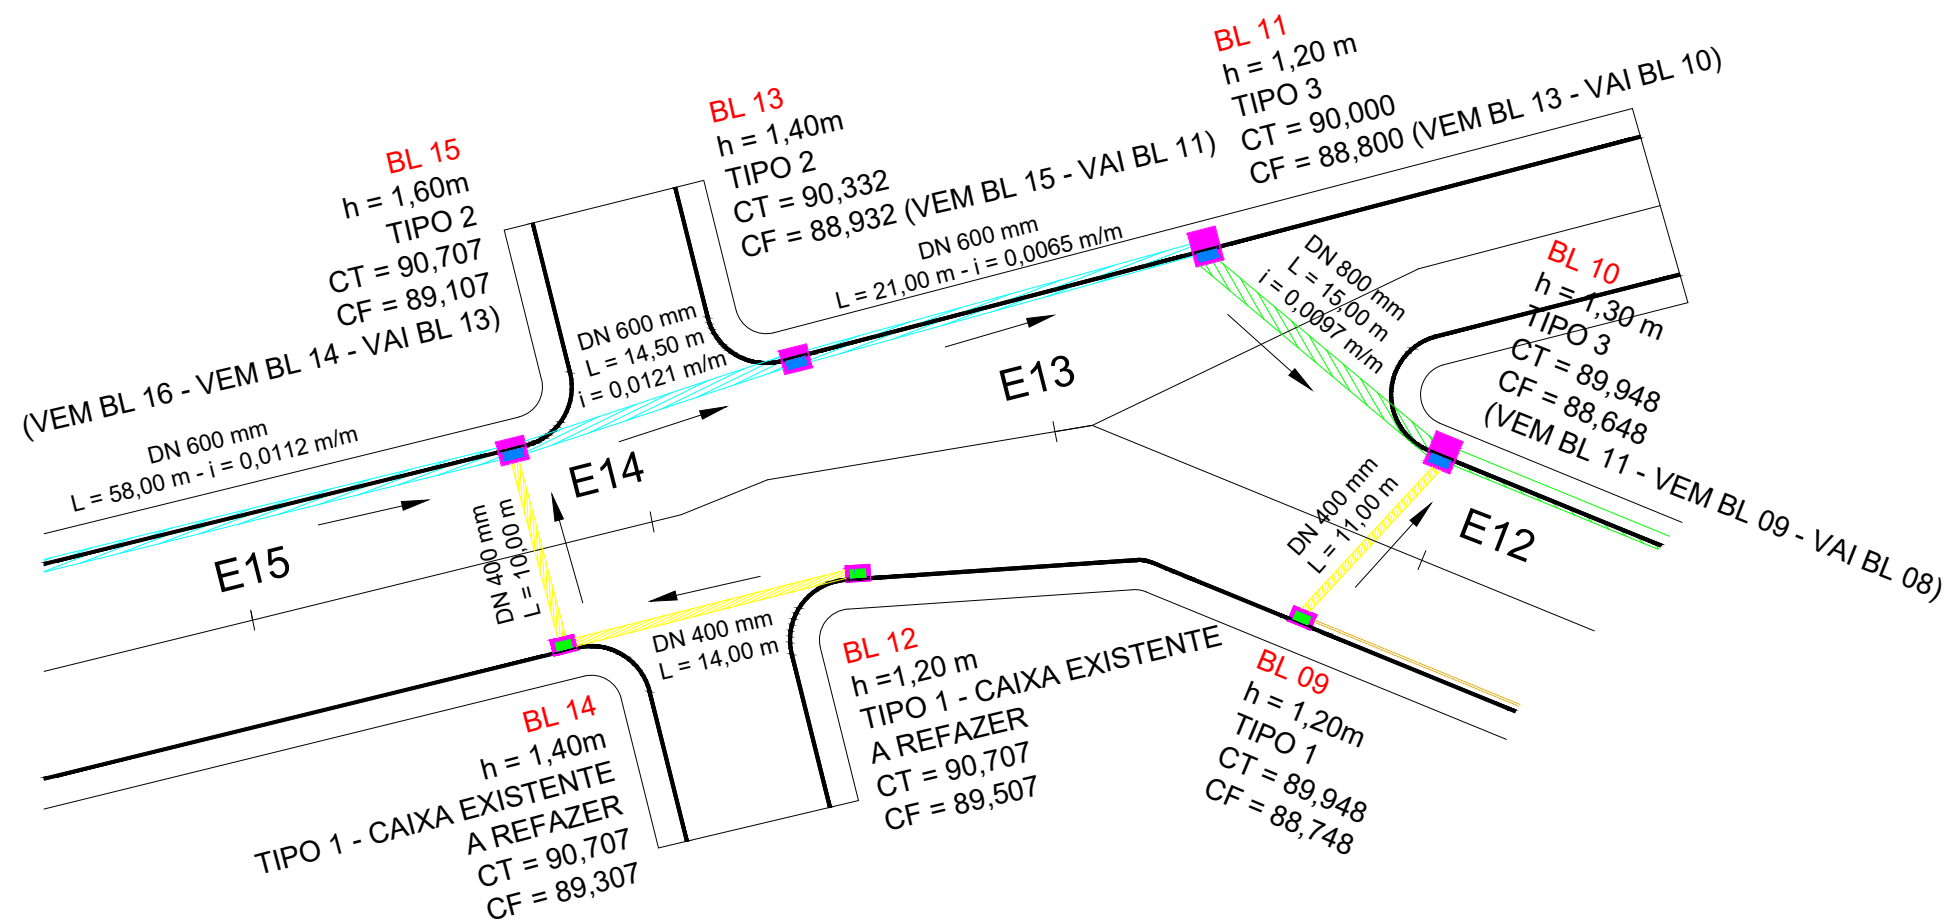 BL 11
h = 1,20 m
TIPO 3
CT = 90,000
CF = 88,800 (VEM BL 13 - VAI BL 10)
BL 13
h = 1,40m
TIPO 2
CT = 90,332
CF = 88,932 (VEM BL 15 - VAI BL 11)
BL 15
h = 1,60m
TIPO 2
CT = 90,707
CF = 89,107
(VEM BL 16 - VEM BL 14 - VAI BL 13)
DN 600 mm
L = 58,00 m - i = 0,0112 m/m
DN 600 mm
L = 14,50 m
i = 0,0121 m/m
DN 600 mm
L = 21,00 m - i = 0,0065 m/m
DN 800 mm
L = 15,00 m
i = 0,0097 m/m
BL 10
h = 1,30 m
TIPO 3
CT = 89,948
CF = 88,648
(VEM BL 11 - VEM BL 09 - VAI BL 08)
E13
E14
E15
E12
DN 400 mm
L = 10,00 m
DN 400 mm
L = 14,00 m
DN 400 mm
L = 11,00 m
BL 12
h =1,20 m
TIPO 1 - CAIXA EXISTENTE
A REFAZER
CT = 90,707
CF = 89,507
BL 09
h = 1,20m
TIPO 1
CT = 89,948
CF = 88,748
BL 14
h = 1,40m
TIPO 1 - CAIXA EXISTENTE
A REFAZER
CT = 90,707
CF = 89,307